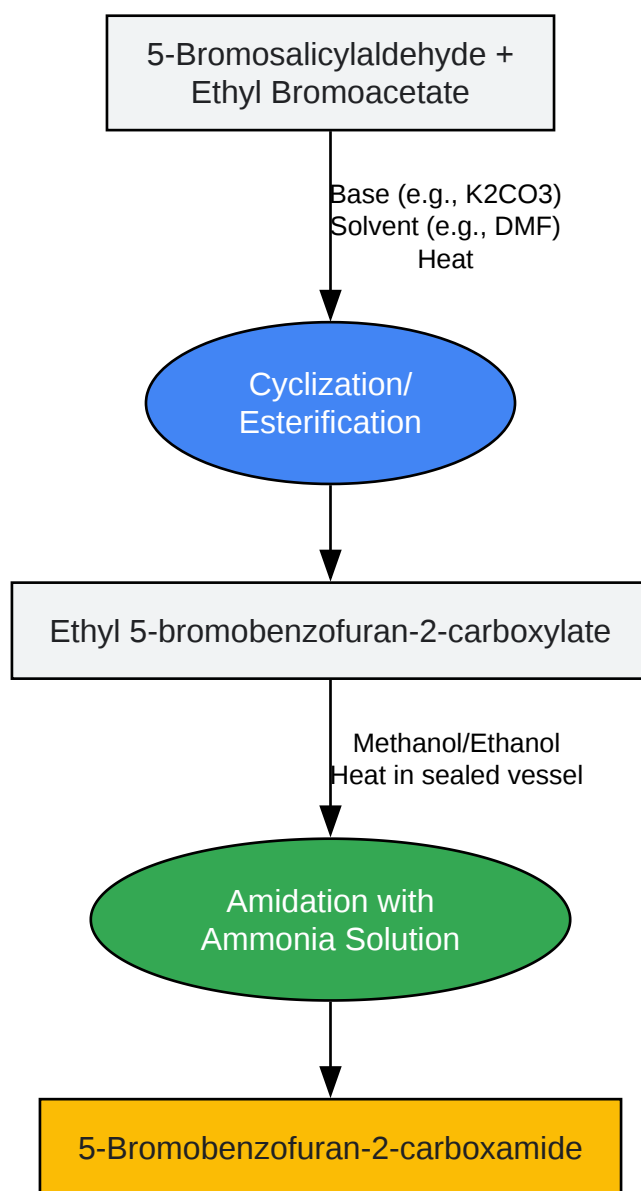 5-Bromosalicylaldehyde +
Ethyl Bromoacetate
Base (e.g., K2CO3)
Solvent (e.g., DMF)
Heat
Cyclization/
Esterification
Ethyl 5-bromobenzofuran-2-carboxylate
Methanol/Ethanol
Heat in sealed vessel
Amidation with
Ammonia Solution
5-Bromobenzofuran-2-carboxamide